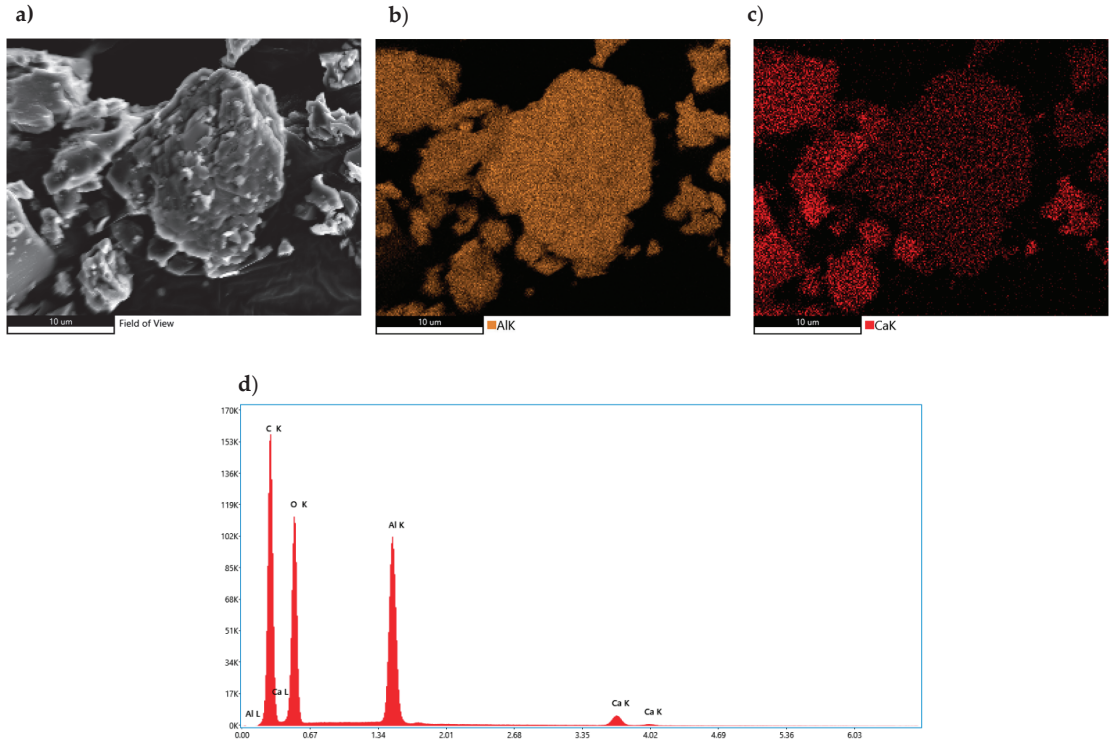 a)
b)
c)
10 um
Field of View
10 um
AlK
10 um
CaK
d)
170K
153K
136K
119K
102K
85K
68K
51K
34K
17K
0K
C K
O K
Al K
Ca L
Al L
Ca K
Ca K
0.00 0.67 1.34 2.01 2.68 3.35 4.02 4.69 5.36 6.03